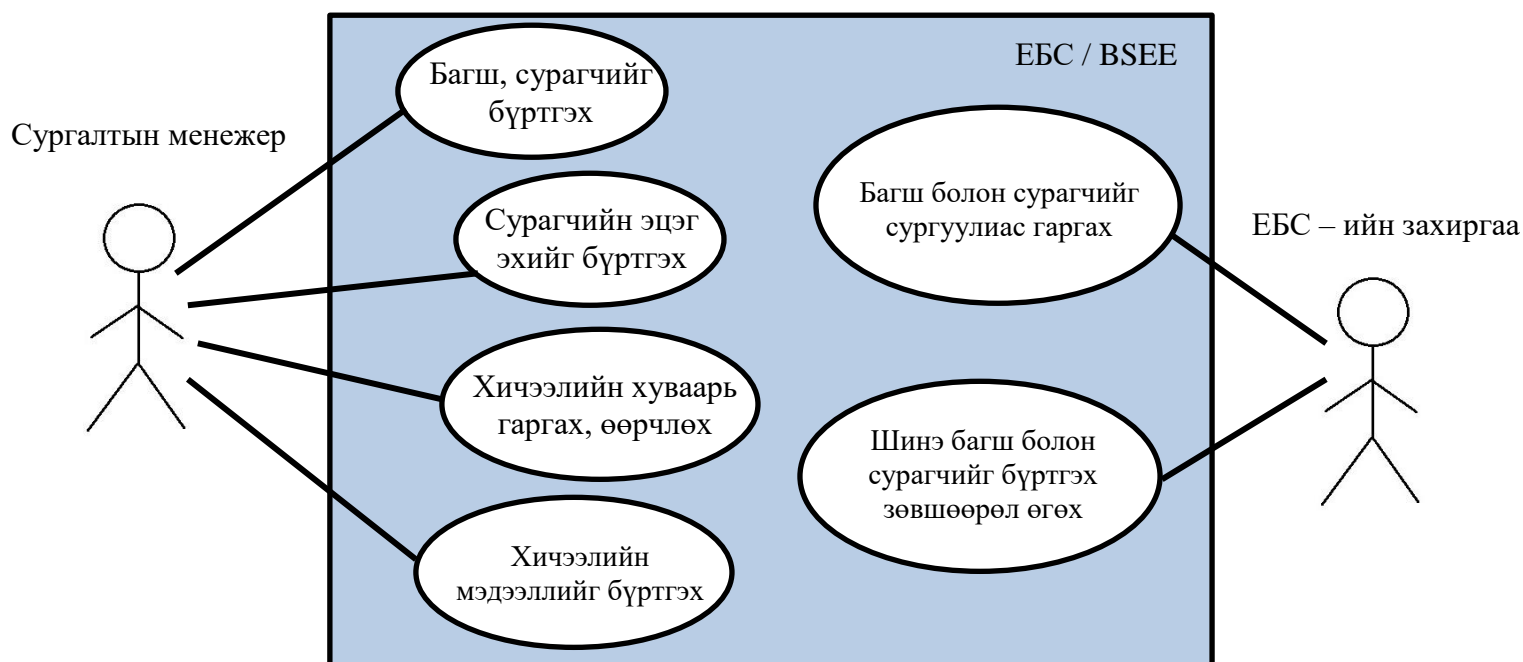 ЕБС / BSEE
Сургалтын менежер
Багш, сурагчийг
бүртгэх
Сурагчийн эцэг
эхийг бүртгэх
Хичээлийн хуваарь
гаргах, өөрчлөх
Хичээлийн
мэдээллийг бүртгэх
Багш болон сурагчийг
сургуулиас гаргах
Шинэ багш болон
сурагчийг бүртгэх
зөвшөөрөл өгөх
ЕБС – ийн захиргаа